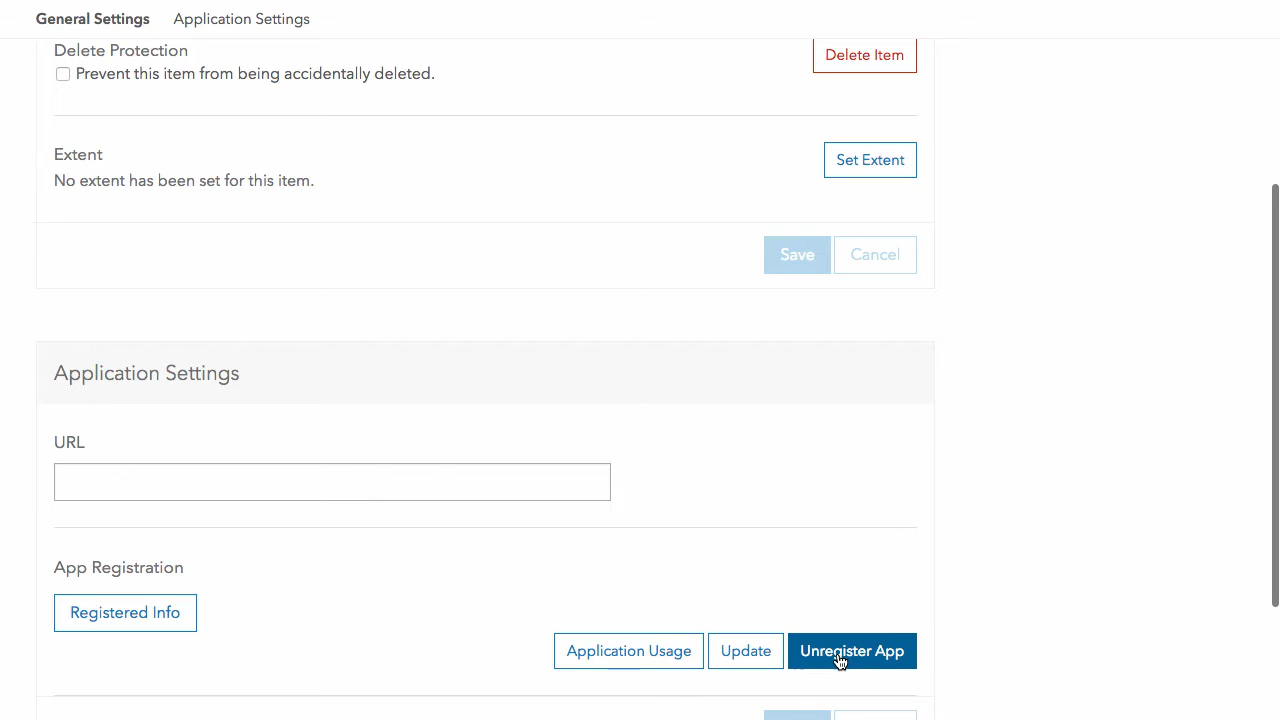 General Settings Application Settings
Delete Protection
Delete Item
Prevent this item from being accidentally deleted.
Extent
Set Extent
No extent has been set for this item.
Save Cancel
Application Settings
URL
App Registration
Registered Info
Application Usage Update Unregister App